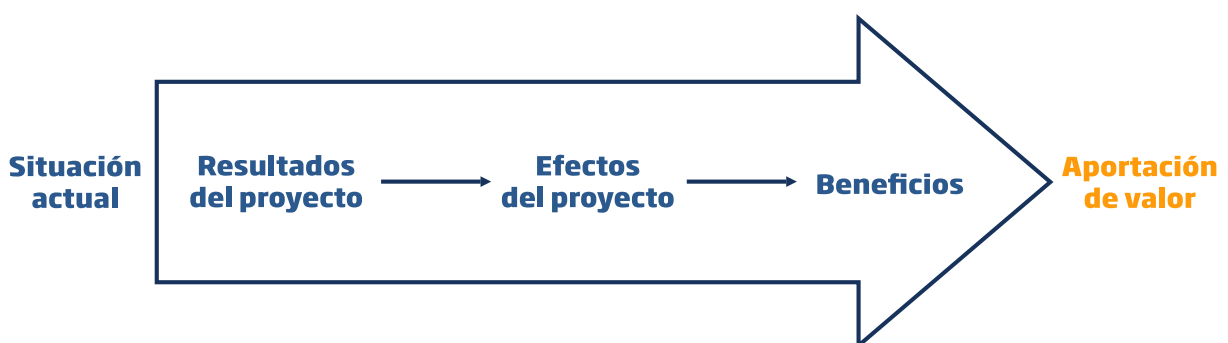 Situación
actual
Resultados
del proyecto
Efectos
del proyecto
Beneficios
Aportación
de valor